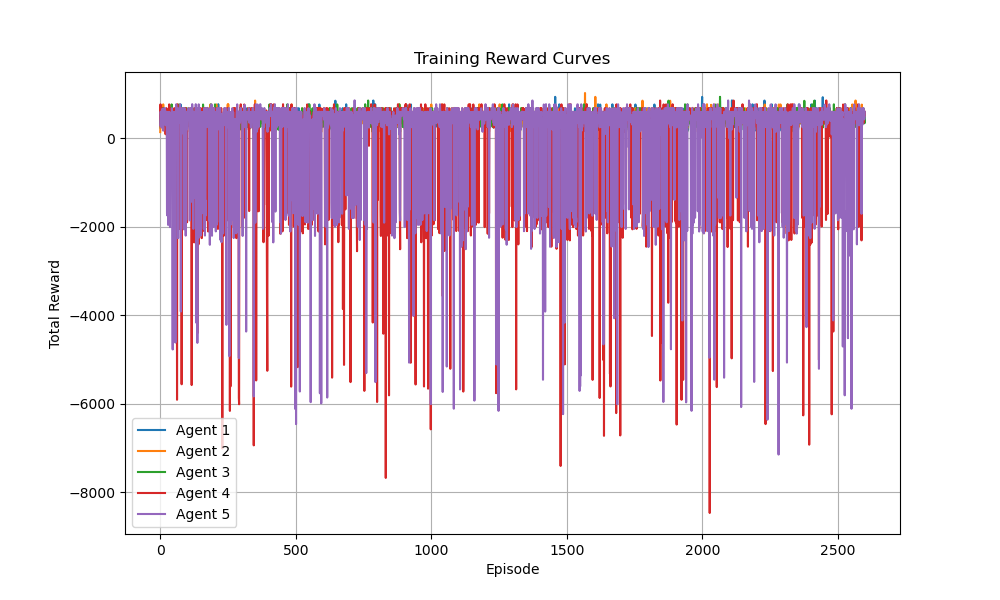 Training Reward Curves
Total Reward
0
−2000
−4000
−6000
−8000
Agent 1
Agent 2
Agent 3
Agent 4
Agent 5
0 500 1000 1500 2000 2500
Episode